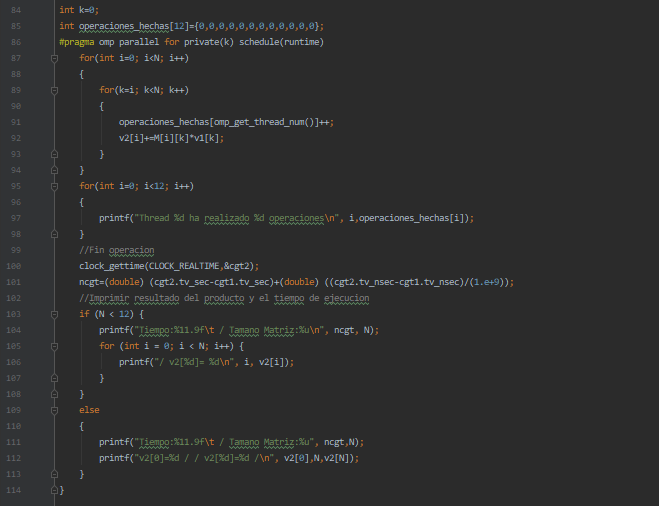 84 int k=0;
85 int operaciones_hechas[12]={0,0,0,0,0,0,0,0,0,0,0,0};
86 #pragma omp parallel for private(k) schedule(runtime)
87 for(int i=0; i<N; i++)
88 {
89 for(k=i; k<N; k++)
90 {
91 operaciones_hechas[omp_get_thread_num()]++;
92 v2[i]+=M[i][k]*v1[k];
93 }
94 }
95 for(int i=0; i<12; i++)
96 {
97 printf("Thread %d ha realizado %d operaciones\n", i,operaciones_hechas[i]);
98 }
99 //Fin operacion
100 clock_gettime(CLOCK_REALTIME,&cgt2);
101 ncgt=(double) (cgt2.tv_sec-cgt1.tv_sec)+(double) ((cgt2.tv_nsec-cgt1.tv_nsec)/(1.e+9));
102 //Imprimir resultado del producto y el tiempo de ejecucion
103 if (N < 12) {
104 printf("Tiempo:%11.9f\t / Tamano Matriz:%u\n", ncgt, N);
105 for (int i = 0; i < N; i++) {
106 printf("/ v2[%d]= %d\n", i, v2[i]);
107 }
108 }
109 else
110 {
111 printf("Tiempo:%11.9f\t / Tamano Matriz:%u", ncgt,N);
112 printf("v2[0]=%d / / v2[%d]=%d /\n", v2[0],N,v2[N]);
113 }
114 }